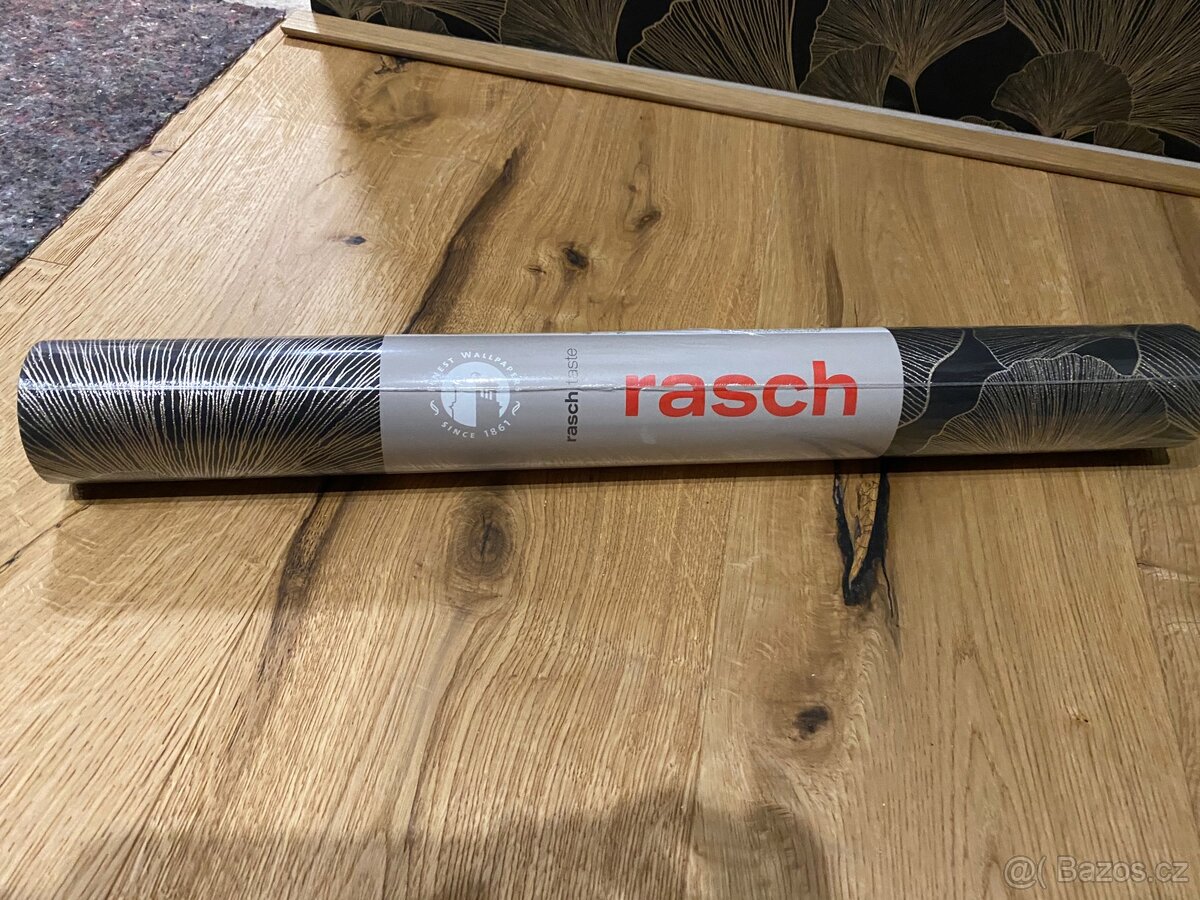 FINEST WALLPAPER
SINCE 1861
rasch taste
rasch
@( Bazos.cz